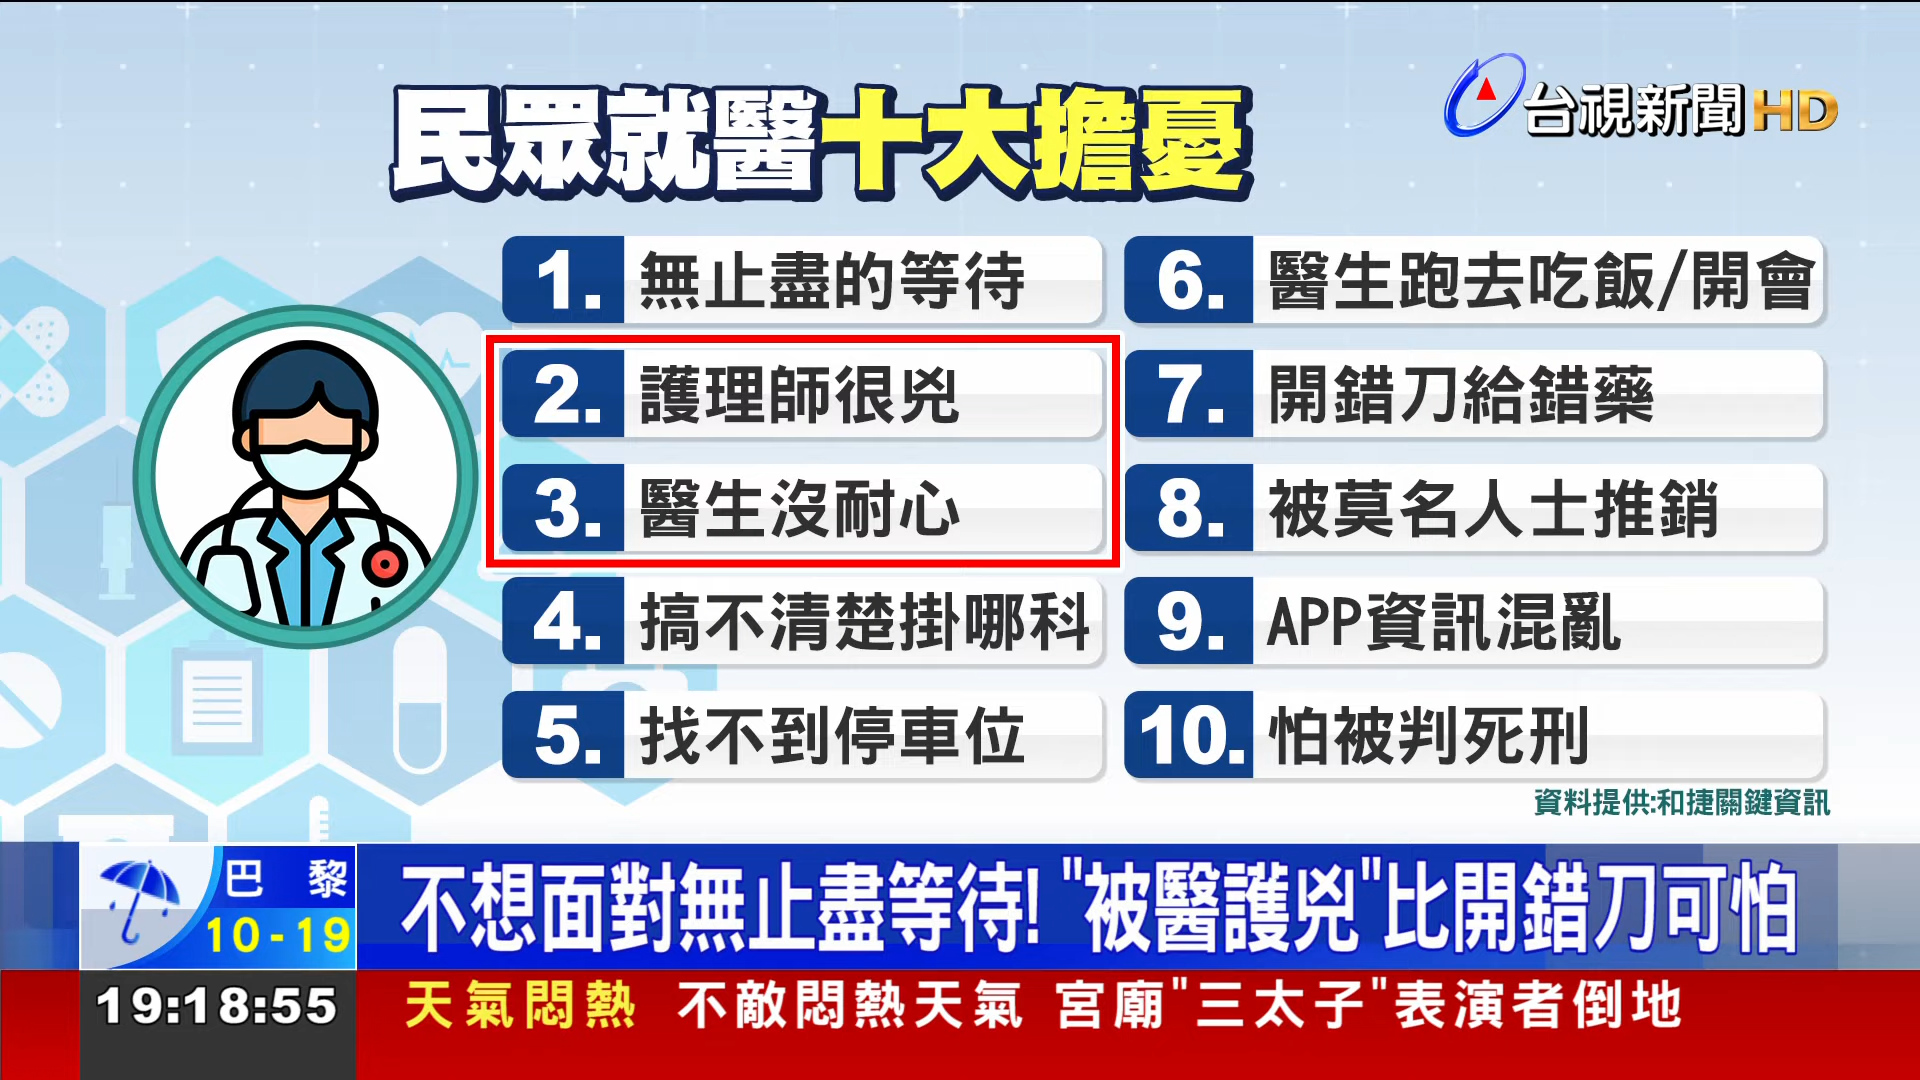 民眾就醫十大擔憂
台視新聞HD
1. 無止盡的等待
2. 護理師很兇
3. 醫生沒耐心
4. 搞不清楚掛哪科
5. 找不到停車位
6. 醫生跑去吃飯/開會
7. 開錯刀給錯藥
8. 被莫名人士推銷
9. APP資訊混亂
10. 怕被判死刑
資料提供:和捷關鍵資訊
巴黎
10-19
不想面對無止盡等待! "被醫護兇"比開錯刀可怕
19:18:55
天氣悶熱 不敵悶熱天氣 宮廟"三太子"表演者倒地